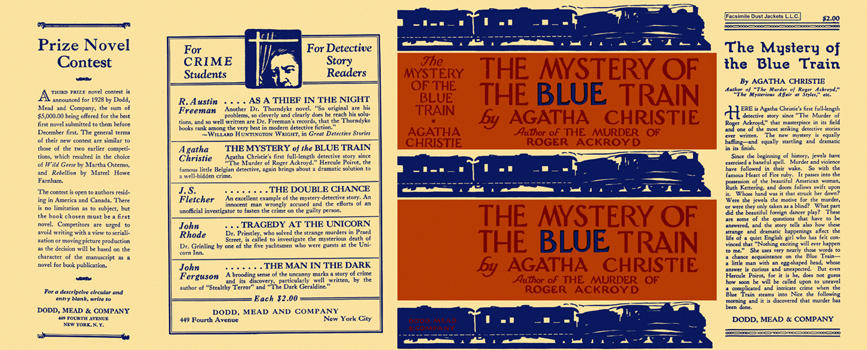 Prize Novel
Contest
A THIRD PRIZE novel contest is
announced for 1928 by Dodd,
Mead and Company, the sum of
$5,000.00 being offered for the best
first novel submitted to them before
December first. The general terms
of their new contest are similar to
those of the two earlier competi-
tions, which resulted in the choice
of Wild Geese by Martha Ostenso,
and Rebellion by Mateel Howe
Farnham.
The contest is open to authors resid-
ing in America and Canada. There
is no limitation as to subject, but
the book chosen must be a first
novel. Competitors are urged to
avoid writing with a view to serial-
isation or moving picture production
as the decision will be based on
the character of the manuscript as a
novel for book publication.
For a descriptive circular and
entry blank, write to
DODD, MEAD & COMPANY
449 FOURTH AVENUE
NEW YORK, N. Y.
For
CRIME
Students
For Detective
Story
Readers
R. Austin
Freeman
. . . . AS A THIEF IN THE NIGHT
Another Dr. Thorndyke novel. "So original are his
problems, so cleverly and clearly does he reach his solu-
tions, and so well written are Dr. Freeman's records, that the Thorndyke
books rank among the very best in modern detective fiction."
—WILLARD HUNTINGTON WRIGHT, in Great Detective Stories
Agatha
Christie
THE MYSTERY of the BLUE TRAIN
Agatha Christie's first full-length detective story since
"The Murder of Roger Ackroyd." Hercule Poirot, the
famous little Belgian detective, again brings about a dramatic solution to
a well-hidden crime.
J. S.
Fletcher
. . . . . . . . THE DOUBLE CHANCE
An excellent example of the mystery-detective story. An
innocent man wrongly accused and the efforts of an
unofficial investigator to fasten the crime on the guilty person.
John
Rhode
. . . TRAGEDY AT THE UNICORN
Dr. Priestley, who solved the strange murders in Praed
Street, is called to investigate the mysterious death of
Dr. Grinling by one of the five yachtsmen who were guests at the Uni-
corn Inn.
John
Ferguson
. . . . . . . THE MAN IN THE DARK
A brooding sense of the uncanny marks a story of crime
and its discovery, particularly well written, by the
author of "Stealthy Terror" and "The Dark Geraldine."
Each $2.00
DODD, MEAD AND COMPANY
449 Fourth Avenue New York City
The
MYSTERY
OF THE
BLUE
TRAIN
AGATHA
CHRISTIE
DODD, MEAD
& COMPANY
THE MYSTERY OF
THE BLUE TRAIN
by AGATHA CHRISTIE
Author of THE MURDER OF
ROGER ACKROYD
THE MYSTERY OF
THE BLUE TRAIN
by AGATHA CHRISTIE
Author of THE MURDER OF
ROGER ACKROYD
Facsimile Dust Jackets L.L.C.
$2.00
The Mystery of
the Blue Train
By AGATHA CHRISTIE
Author of "The Murder of Roger Ackroyd,"
"The Mysterious Affair at Styles," etc.
HERE is Agatha Christie's first full-length
detective story since "The Murder of
Roger Ackroyd," that masterpiece in its field
and one of the most striking detective stories
ever written. The new mystery is equally
baffling—and equally startling and dramatic
in its finish.
Since the beginning of history, jewels have
exercised a baneful spell. Murder and violence
have followed in their wake. So with the
famous Heart of Fire ruby. It passes into the
possession of the beautiful American woman,
Ruth Kettering, and doom follows swift upon
it. Whose hand was it that struck her down?
Were the jewels the motive for the murder,
or were they only taken as a blind? What part
did the beautiful foreign dancer play? These
are some of the questions that have to be
answered, and the story tells also how these
strange and dramatic happenings affect the
life of a quiet English girl who has felt con-
vinced that "Nothing exciting will ever happen
to me." She uses very nearly those words to
a chance acquaintance on the Blue Train—
a little man with an egg-shaped head, whose
answer is curious and unexpected. But even
Hercule Poirot, for it is he, does not guess
how soon he will be called upon to unravel
a complicated and intricate crime when the
Blue Train steams into Nice the following
morning and it is discovered that murder has
been done.
DODD, MEAD & COMPANY